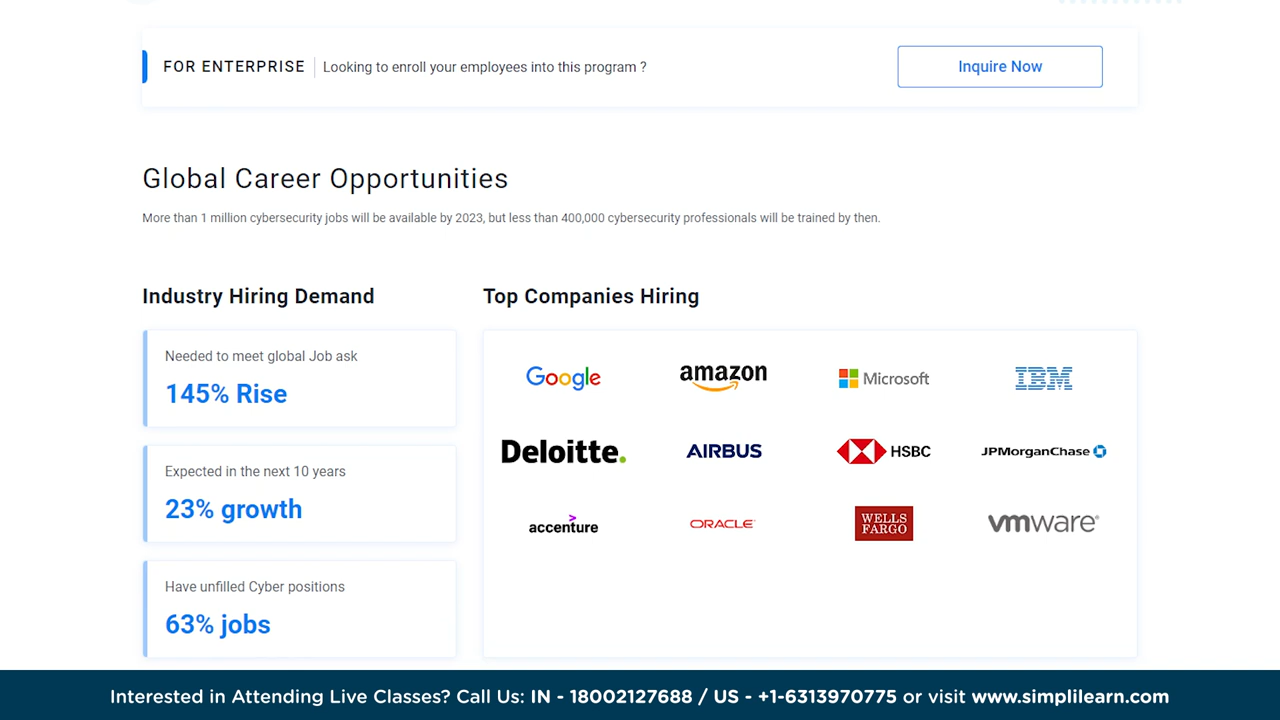 FOR ENTERPRISE Looking to enroll your employees into this program ?
Inquire Now
Global Career Opportunities
More than 1 million cybersecurity jobs will be available by 2023, but less than 400,000 cybersecurity professionals will be trained by then.
Industry Hiring Demand
Needed to meet global Job ask
145% Rise
Expected in the next 10 years
23% growth
Have unfilled Cyber positions
63% jobs
Top Companies Hiring
Google amazon Microsoft IBM
Deloitte. AIRBUS HSBC JPMORGANCHASE
accenture ORACLE WELLS FARGO vmware
Interested in Attending Live Classes? Call Us: IN - 18002127688 / US - +1-6313970775 or visit www.simplilearn.com